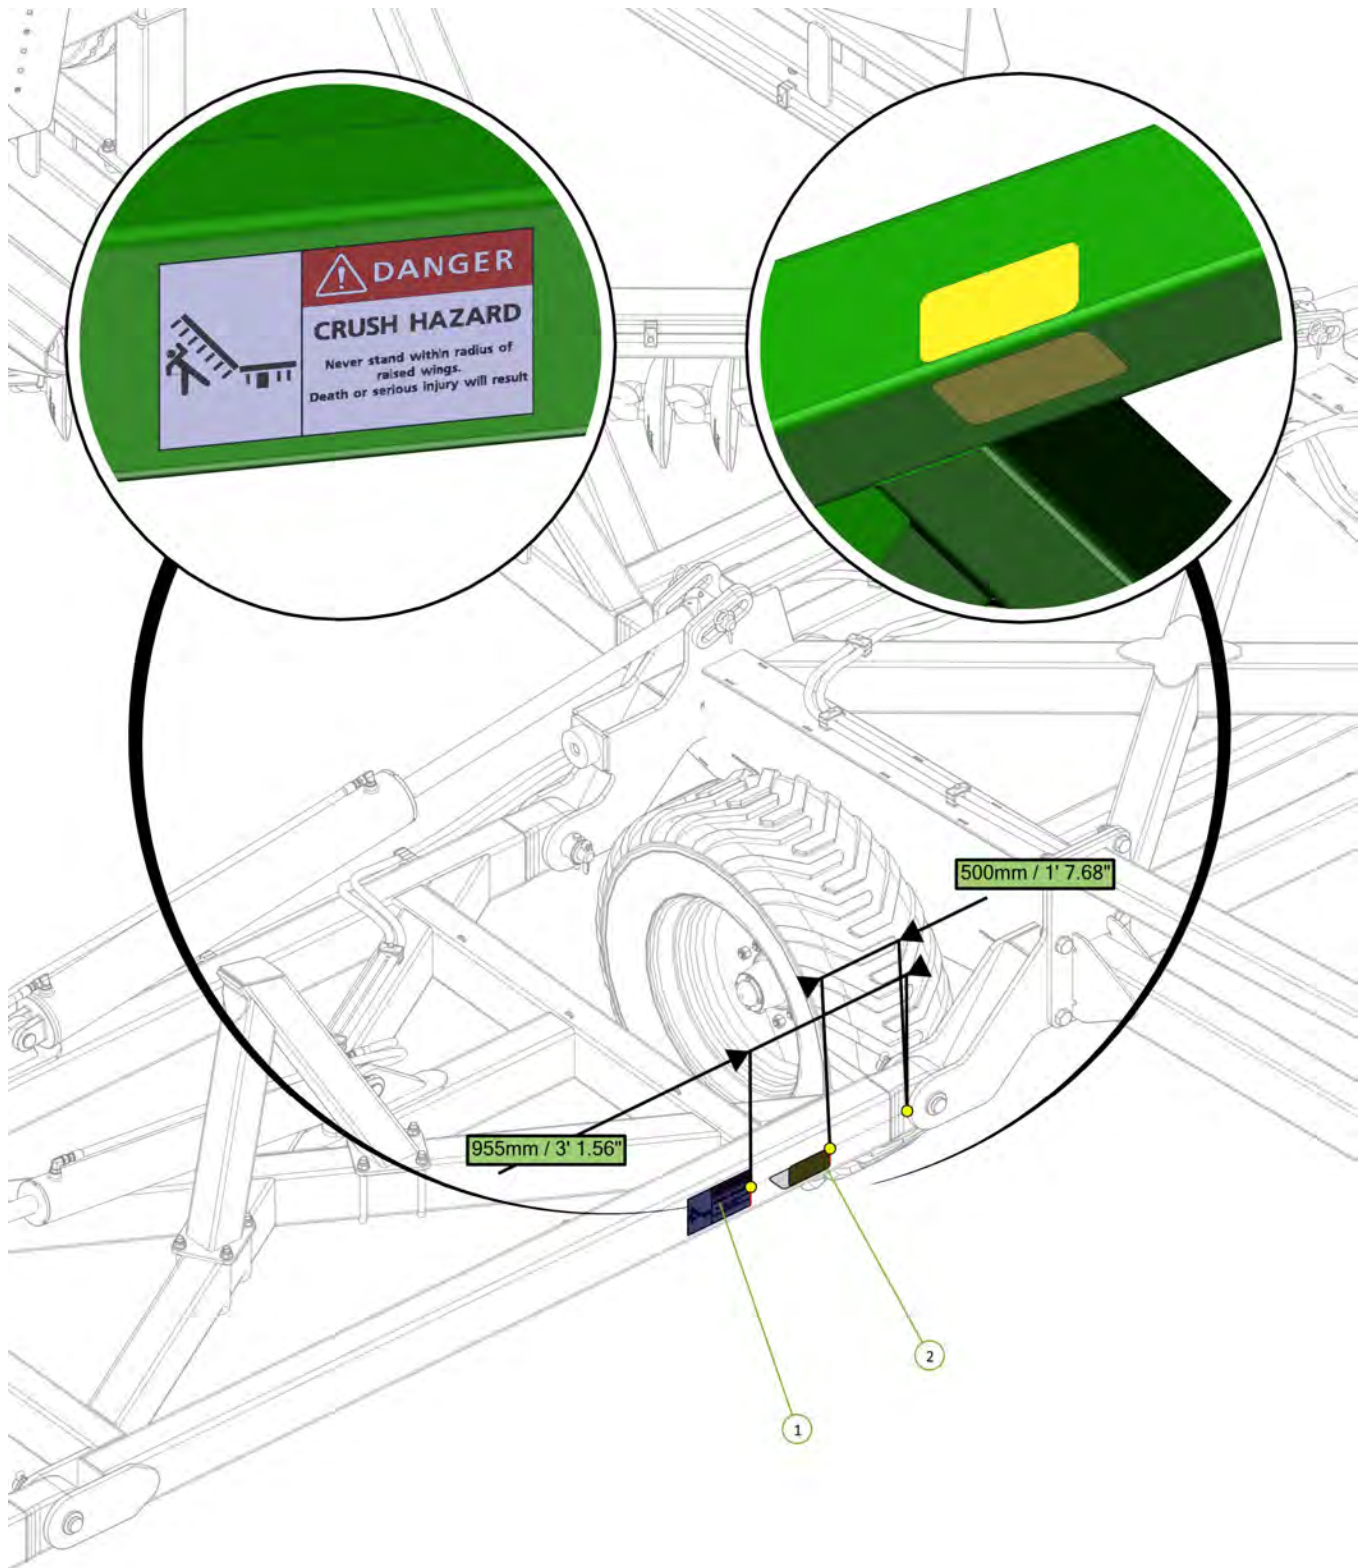 DANGER
CRUSH HAZARD
Never stand within radius of
raised wings.
Death or serious injury will result
500mm / 1' 7.68"
955mm / 3' 1.56"
2
1